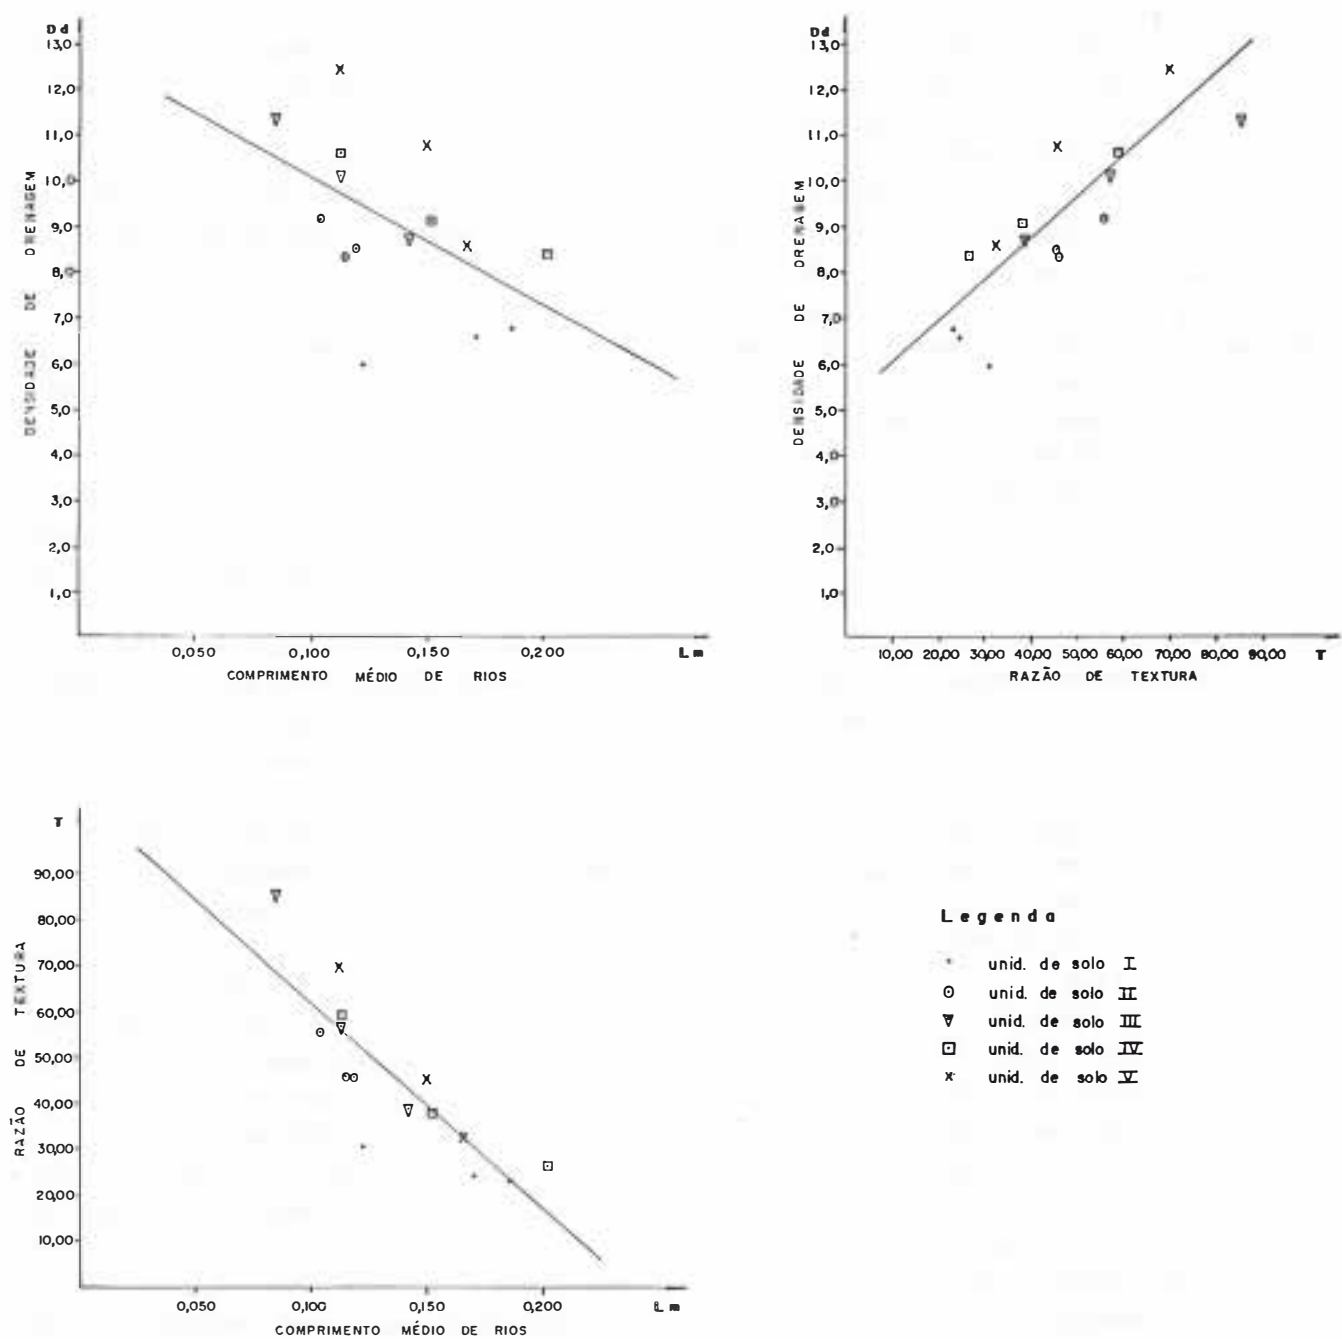 Dd
13,0
12,0
11,0
10,0
9,0
8,0
7,0
6,0
5,0
4,0
3,0
2,0
1,0
DENSIDADE DE DRENAGEM
0,050 0,100 0,150 0,200 Lm
COMPRIMENTO MÉDIO DE RIOS
Dd
13,0
12,0
11,0
10,0
9,0
8,0
7,0
6,0
5,0
4,0
3,0
2,0
1,0
DENSIDADE DE DRENAGEM
10,00 20,00 30,00 40,00 50,00 60,00 70,00 80,00 90,00 T
RAZÃO DE TEXTURA
T
90,00
80,00
70,00
60,00
50,00
40,00
30,00
20,00
10,00
RAZÃO DE TEXTURA
0,050 0,100 0,150 0,200 Lm
COMPRIMENTO MÉDIO DE RIOS
Legenda
unid. de solo I
unid. de solo II
unid. de solo III
unid. de solo IV
unid. de solo V